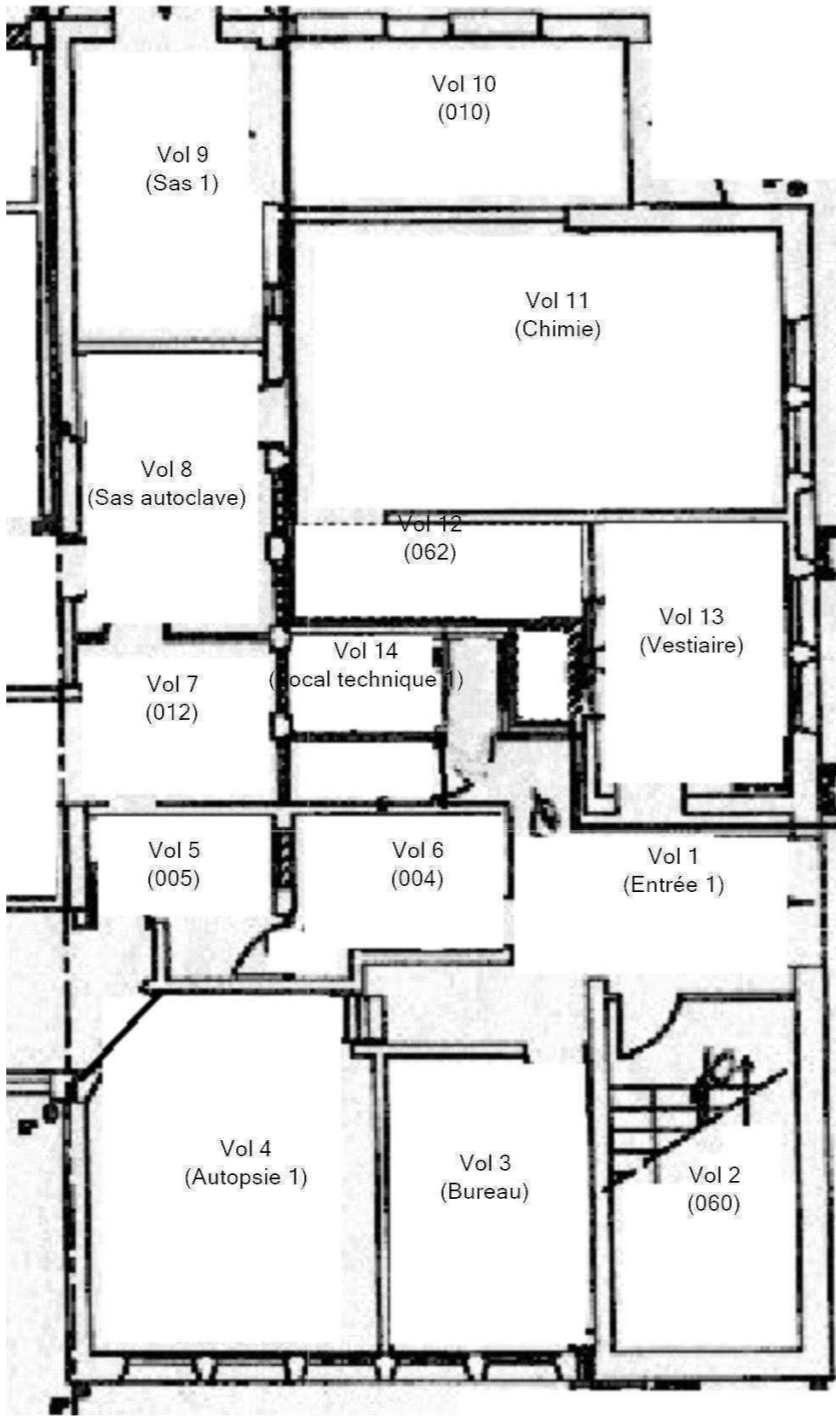 Vol 10
(010)
Vol 9
(Sas 1)
Vol 11
(Chimie)
Vol 8
(Sas autoclave)
Vol 12
(062)
Vol 13
(Vestiaire)
Vol 14
(Local technique 1)
Vol 7
(012)
Vol 5
(005)
Vol 6
(004)
Vol 1
(Entrée 1)
Vol 4
(Autopsie 1)
Vol 3
(Bureau)
Vol 2
(060)